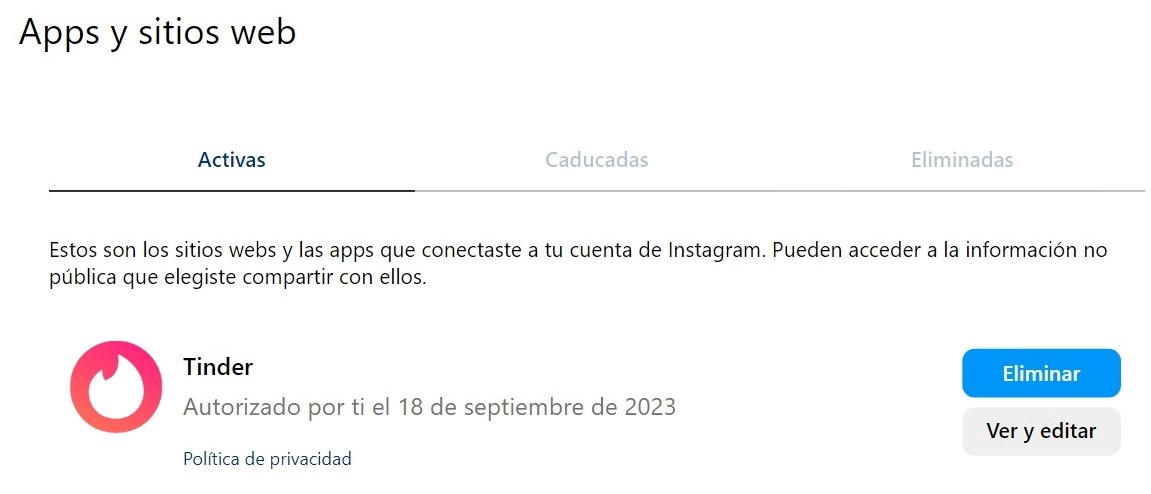 Apps y sitios web
Activas
Caducadas
Eliminadas
Estos son los sitios webs y las apps que conectaste a tu cuenta de Instagram. Pueden acceder a la información no
pública que elegiste compartir con ellos.
Tinder
Autorizado por ti el 18 de septiembre de 2023
Política de privacidad
Eliminar
Ver y editar